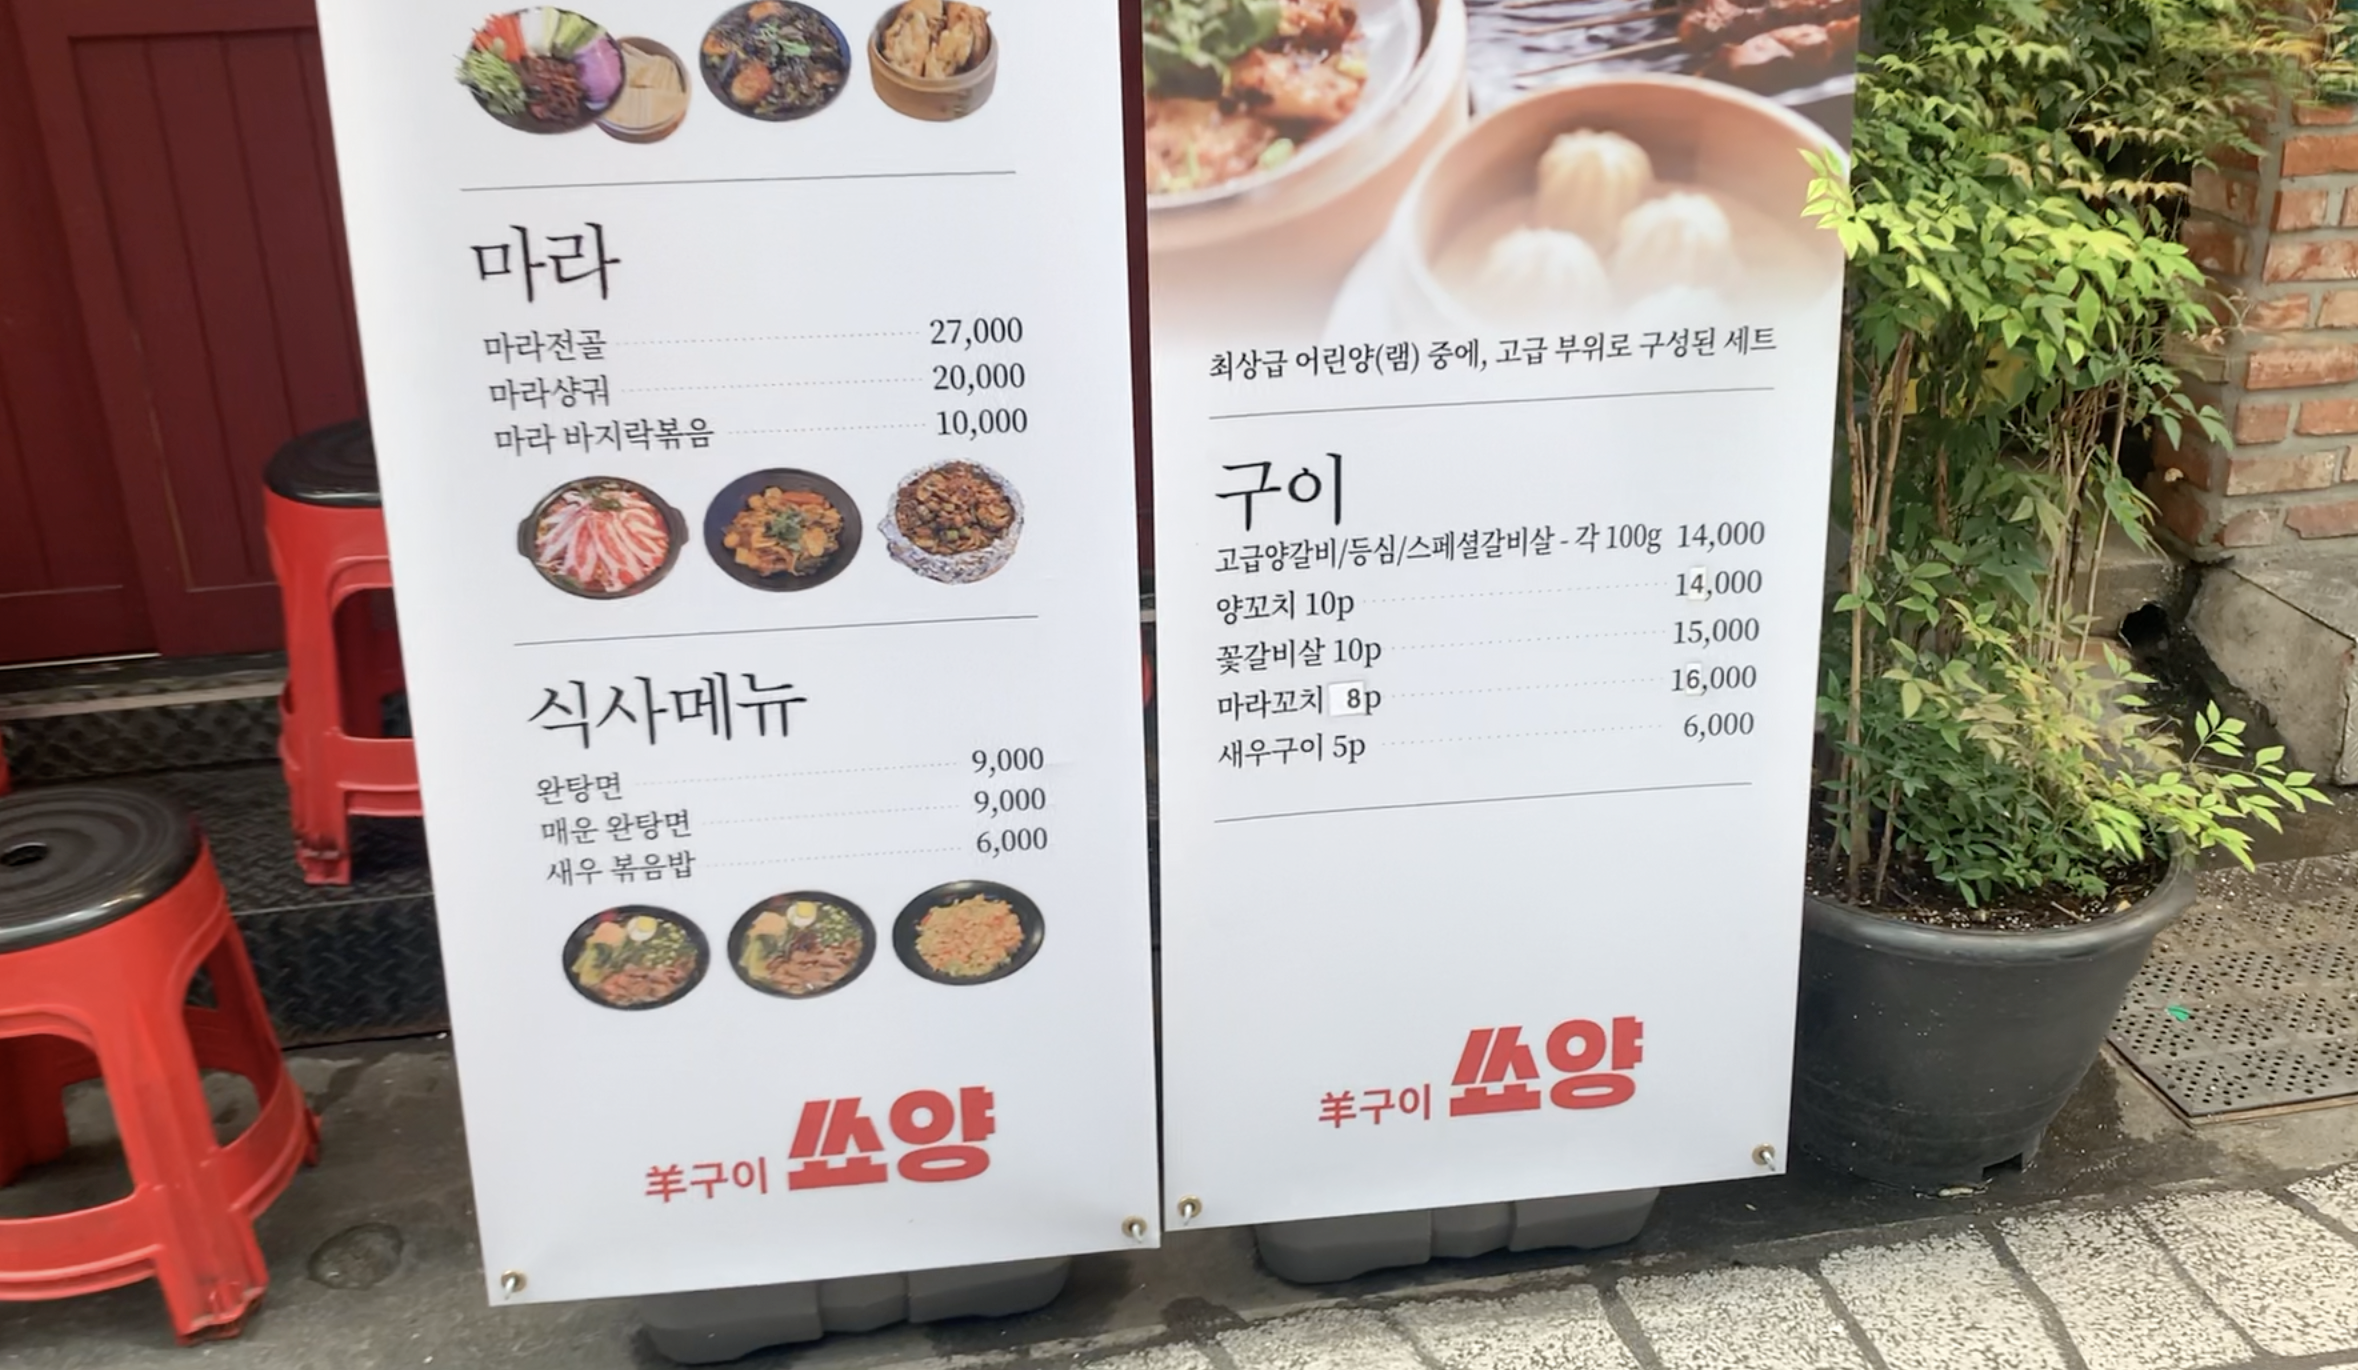 마라
마라전골 27,000
마라샹궈 20,000
마라 바지락볶음 10,000
식사메뉴
완탕면 9,000
매운 완탕면 9,000
새우 볶음밥 6,000
羊구이 쑈양
최상급 어린양(램) 중에, 고급 부위로 구성된 세트
구이
고급양갈비/등심/스페셜갈비살 - 각 100g 14,000
양꼬치 10p 14,000
꽃갈비살 10p 15,000
마라꼬치 8p 16,000
새우구이 5p 6,000
羊구이 쑈양